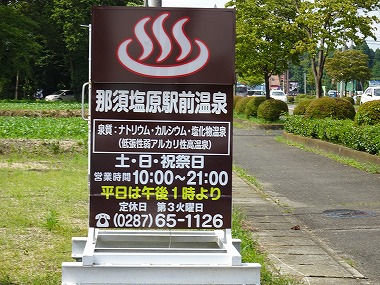 那須塩原駅前温泉
泉質：ナトリウム・カルシウム・塩化物温泉
（低張性弱アルカリ性高温泉）
土・日・祝祭日
営業時間 10:00〜21:00
平日は午後1時より
定休日 第3火曜日
☎(0287)65-1126